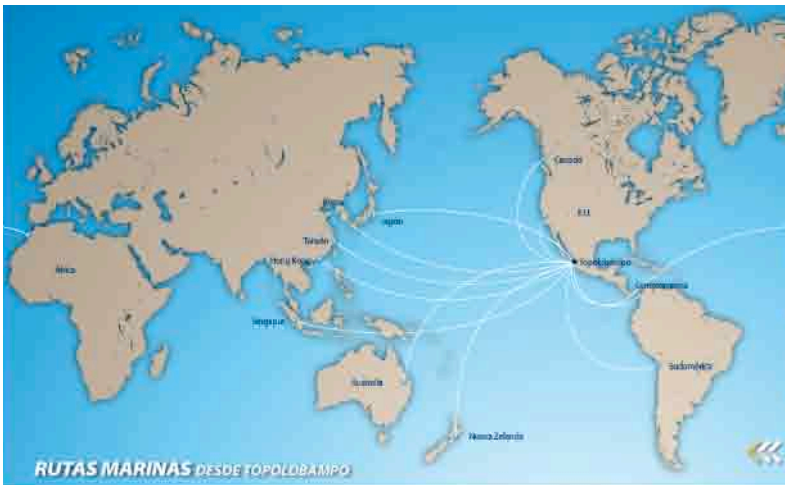 Canadá
E.U.
Japón
Taiwán
Hong Kong
Topolobampo
África
Centroamérica
Singapur
Australia
Sudamérica
Nueva Zelanda
RUTAS MARINAS DESDE TOPOLOBAMPO